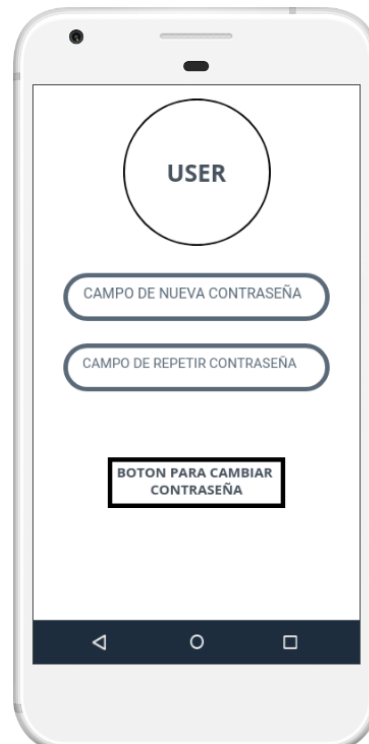 USER
CAMPO DE NUEVA CONTRASEÑA
CAMPO DE REPETIR CONTRASEÑA
BOTON PARA CAMBIAR
CONTRASEÑA